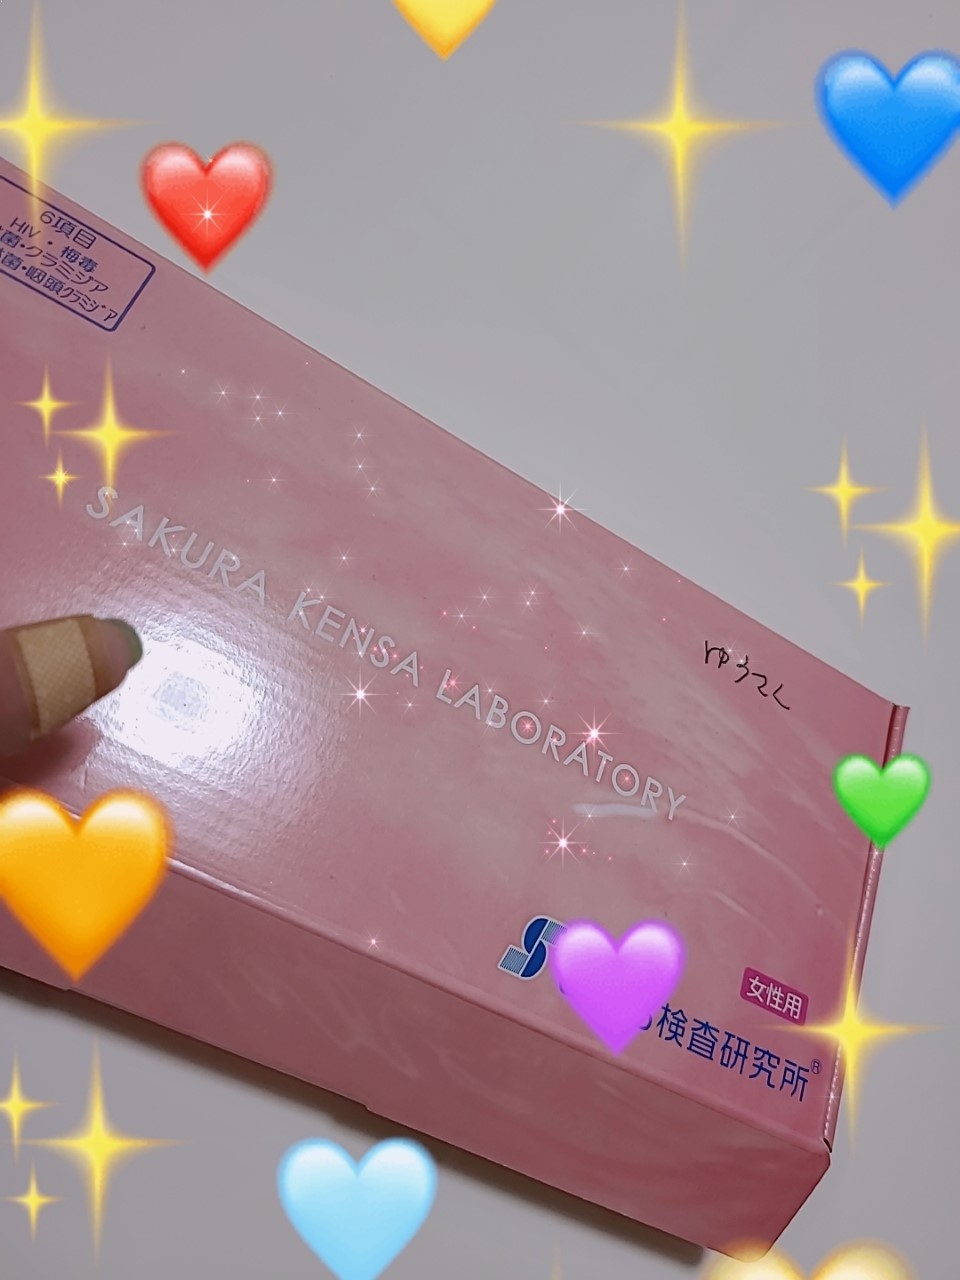 6項目
HIV・梅毒
菌・クラミジア
菌・咽頭クラミジア
SAKURA KENSA LABORATORY
ゆうてく
女性用
検査研究所®